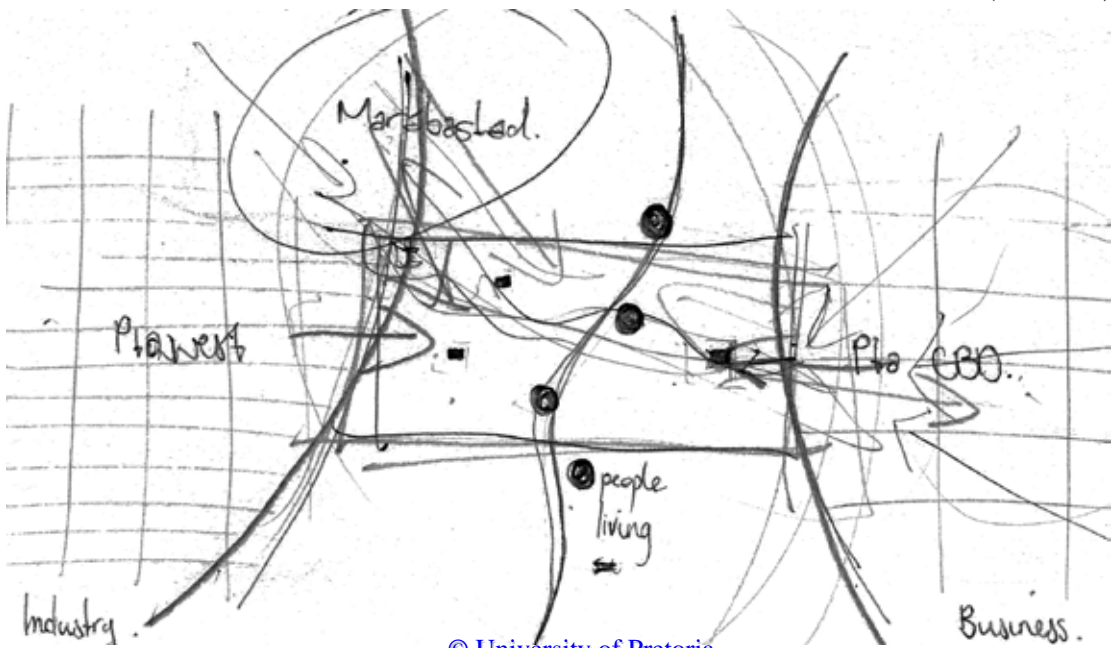 Marabastad.
Pta West
Pta CBD.
people
living
Industry.
Business.
© University of Pretoria